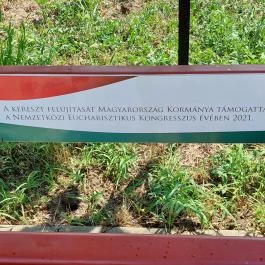 A KERESZT FELÚJÍTÁSÁT MAGYARORSZÁG KORMÁNYA TÁMOGATTA
A NEMZETKÖZI EUCHARISZTIKUS KONGRESSZUS ÉVÉBEN 2021.